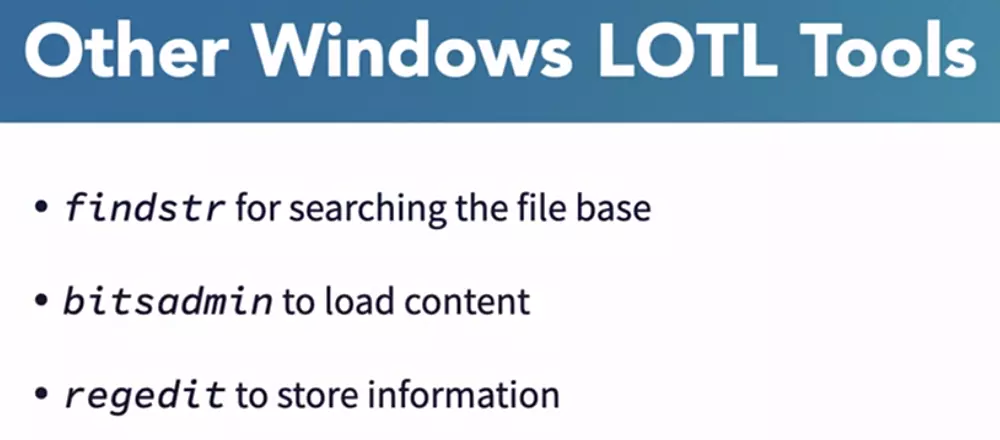 Other Windows LOTL Tools
• findstr for searching the file base
• bitsadmin to load content
• regedit to store information